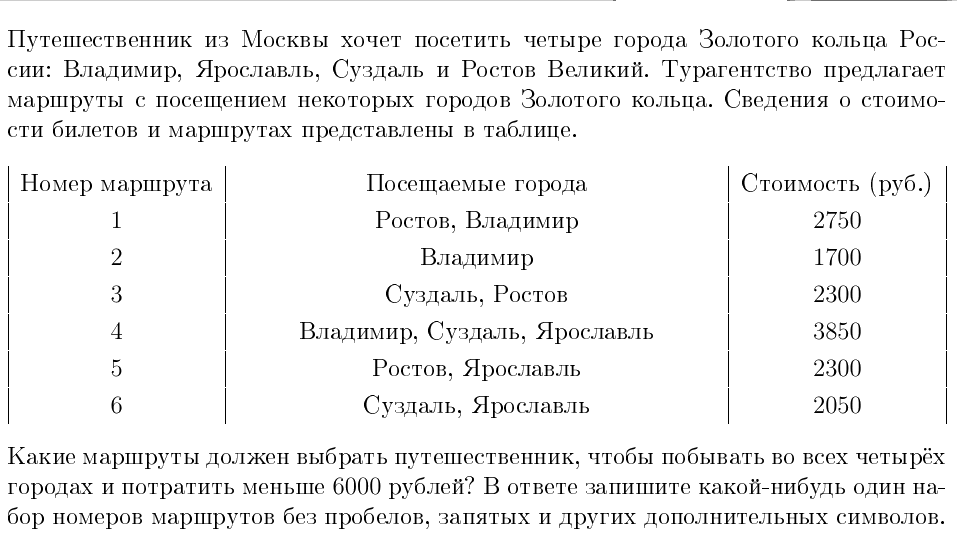 Путешественник из Москвы хочет посетить четыре города Золотого кольца Рос-
сии: Владимир, Ярославль, Суздаль и Ростов Великий. Турагентство предлагает
маршруты с посещением некоторых городов Золотого кольца. Сведения о стоимо-
сти билетов и маршрутах представлены в таблице.
Номер маршрута Посещаемые города Стоимость (руб.)
1 Ростов, Владимир 2750
2 Владимир 1700
3 Суздаль, Ростов 2300
4 Владимир, Суздаль, Ярославль 3850
5 Ростов, Ярославль 2300
6 Суздаль, Ярославль 2050
Какие маршруты должен выбрать путешественник, чтобы побывать во всех четырёх
городах и потратить меньше 6000 рублей? В ответе запишите какой-нибудь один на-
бор номеров маршрутов без пробелов, запятых и других дополнительных символов.